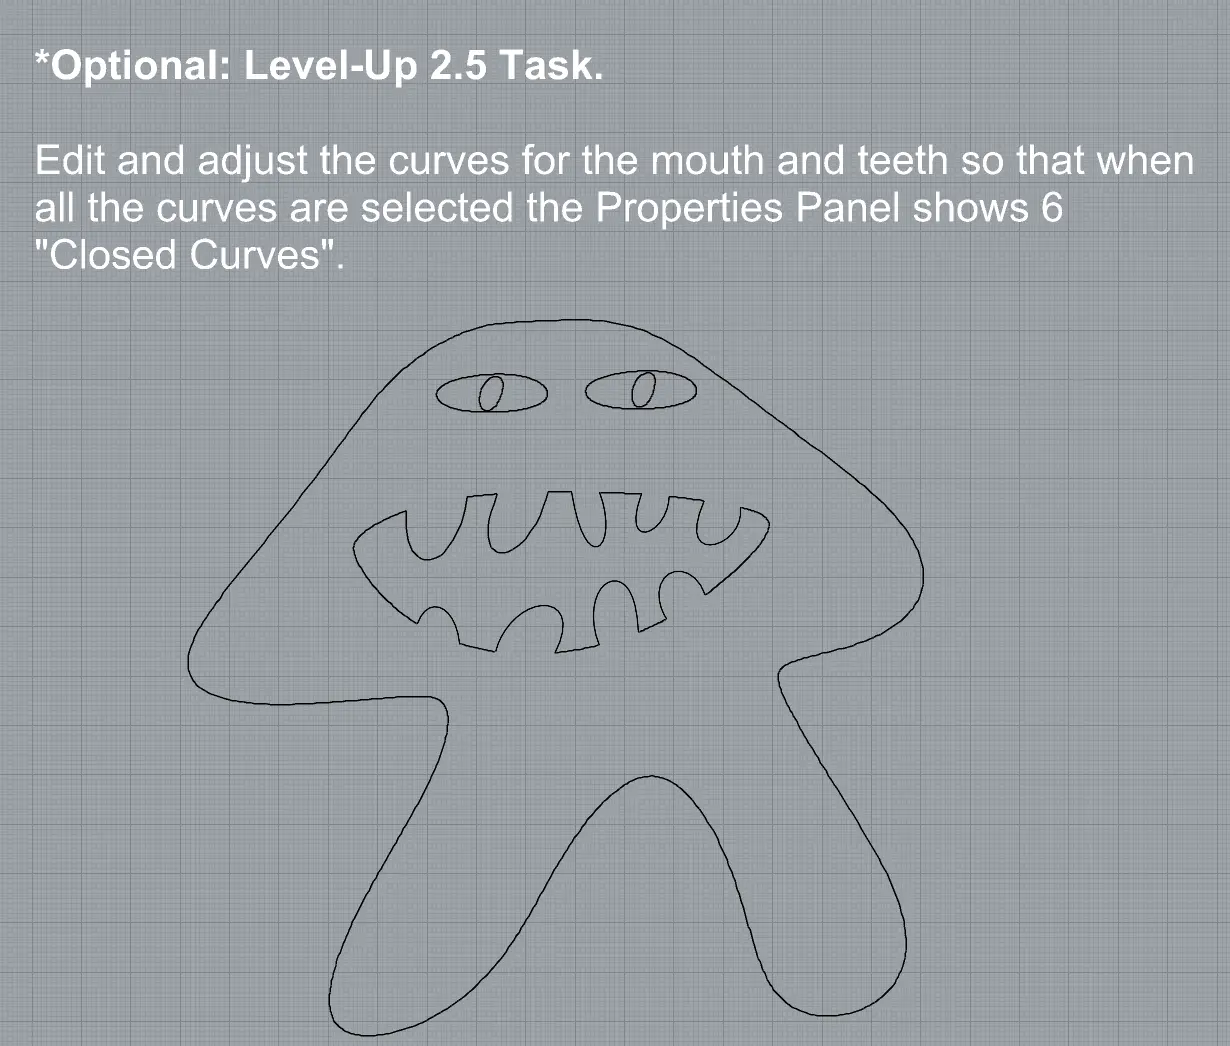 *Optional: Level-Up 2.5 Task.
Edit and adjust the curves for the mouth and teeth so that when
all the curves are selected the Properties Panel shows 6
"Closed Curves".